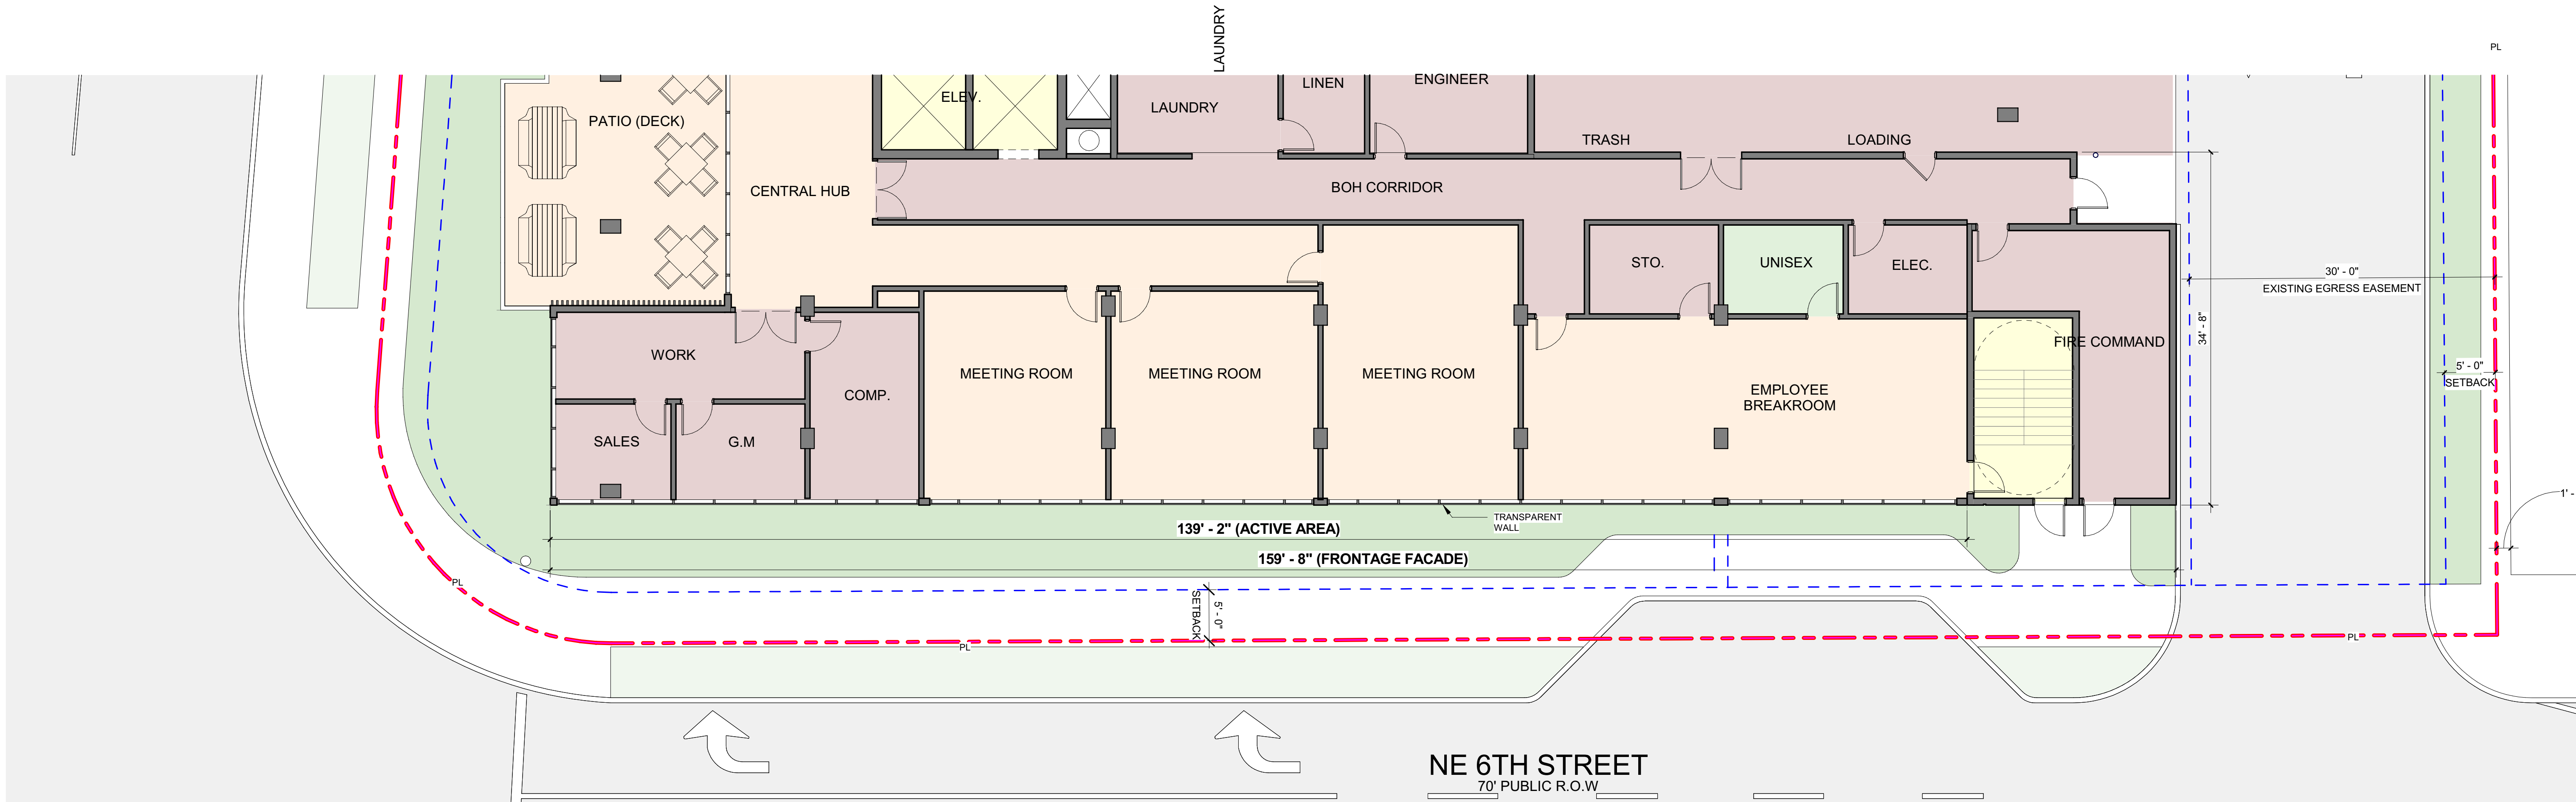 LAUNDRY
PL
LINEN
ENGINEER
ELEV.
LAUNDRY
PATIO (DECK)
TRASH
LOADING
CENTRAL HUB
BOH CORRIDOR
STO.
UNISEX
ELEC.
30' - 0"
EXISTING EGRESS EASEMENT
34' - 8"
FIRE COMMAND
WORK
MEETING ROOM
MEETING ROOM
MEETING ROOM
5' - 0"
SETBACK
COMP.
EMPLOYEE
BREAKROOM
SALES
G.M
1' -
TRANSPARENT
WALL
139' - 2" (ACTIVE AREA)
159' - 8" (FRONTAGE FACADE)
PL
5' - 0"
SETBACK
PL
PL
NE 6TH STREET
70' PUBLIC R.O.W